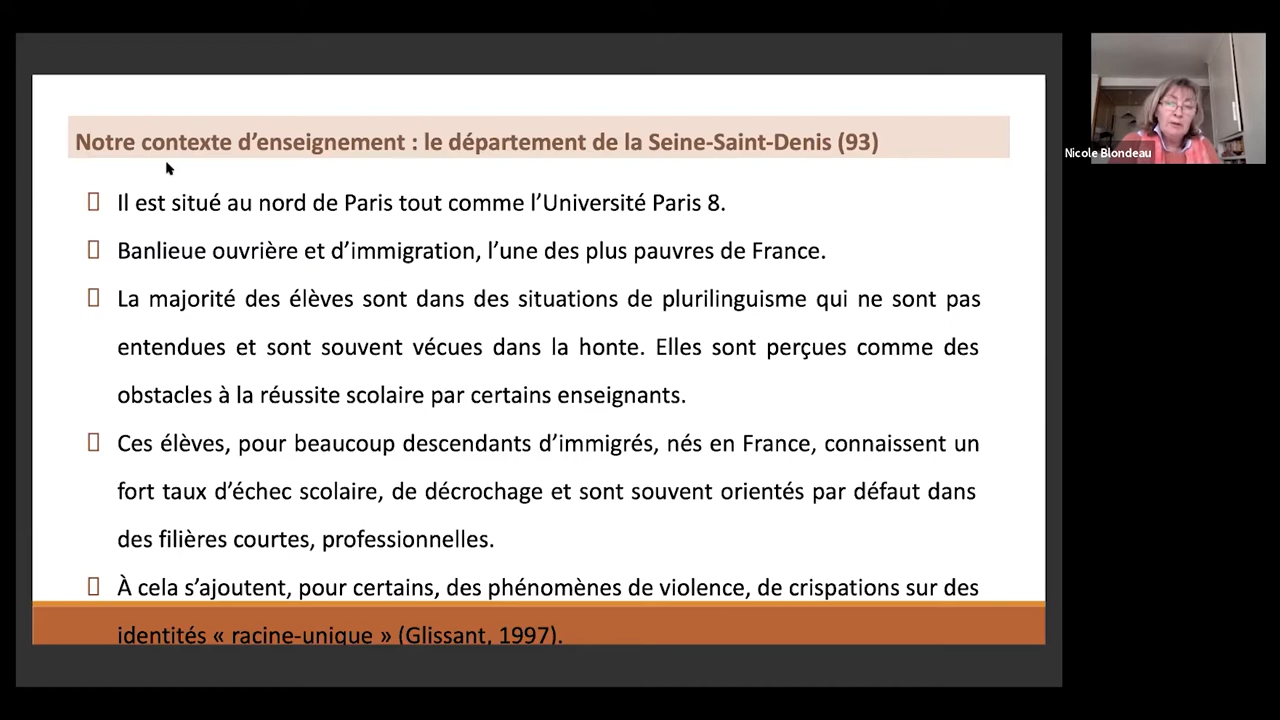 Notre contexte d'enseignement : le département de la Seine-Saint-Denis (93)
Il est situé au nord de Paris tout comme l'Université Paris 8.
Banlieue ouvrière et d'immigration, l'une des plus pauvres de France.
La majorité des élèves sont dans des situations de plurilinguisme qui ne sont pas
entendues et sont souvent vécues dans la honte. Elles sont perçues comme des
obstacles à la réussite scolaire par certains enseignants.
Ces élèves, pour beaucoup descendants d'immigrés, nés en France, connaissent un
fort taux d'échec scolaire, de décrochage et sont souvent orientés par défaut dans
des filières courtes, professionnelles.
À cela s'ajoutent, pour certains, des phénomènes de violence, de crispations sur des
identités « racine-unique » (Glissant, 1997).
Nicole Blondeau